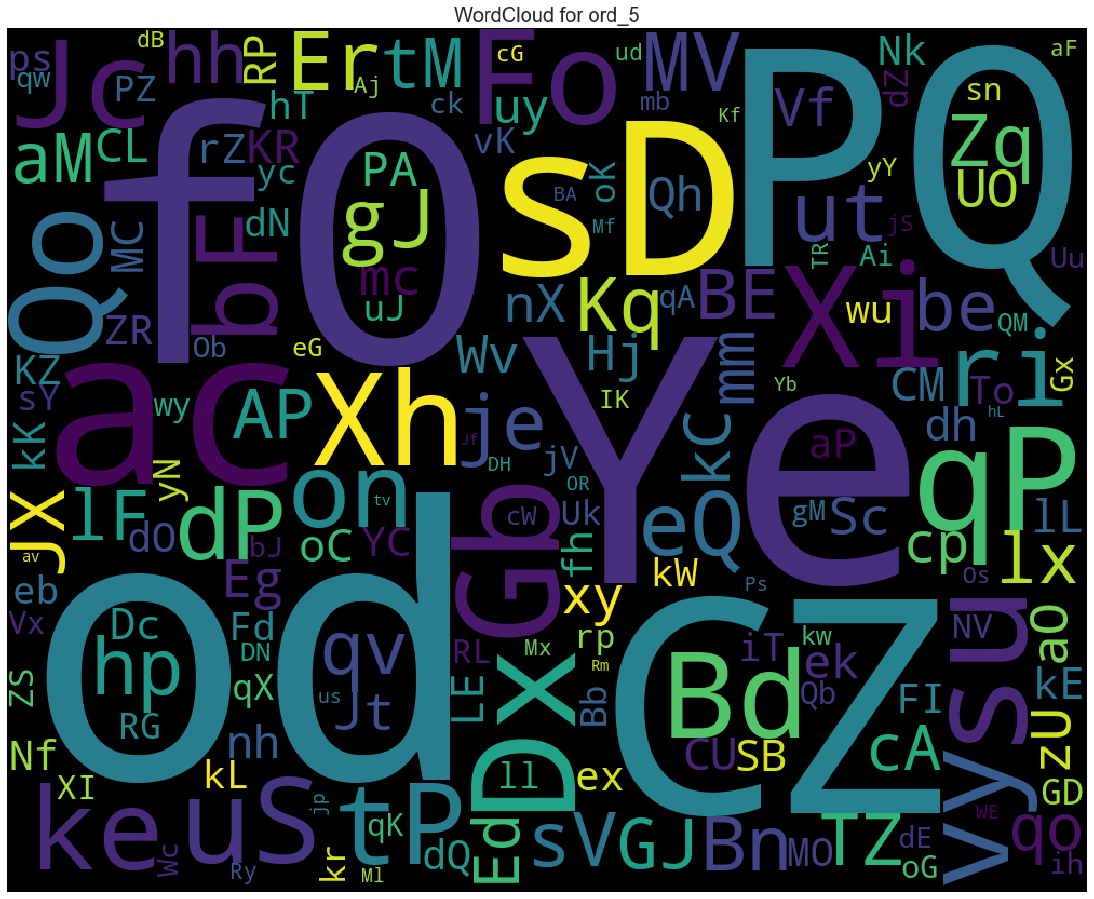 WordCloud for ord_5
ps
qw
Jc
dB
PZ
hh
RP
Er
Aj
tM
hT
ck
Fo
cG
uy
ud
mb
MV
Kf
PQ
Vf
dz
Nk
sn
aF
Zq
UO
yY
aM
CL
rZ
KR
yc
vK
fO
PA
gJ
mc
uJ
sD
BA
oK
Mf
Qh
ut
jS
TR
Ai
Uu
Qo
MC
bF
dN
ZR
Ob
eG
nX
Kq
qA
BE
Xi
wu
be
QM
KZ
sY
kK
ac
wy
AP
Xh
Wv
Hj
mm
IK
Yb
CM
ri
To
Gx
hL
je
Jf
DH
jV
OR
Ye
kC
aP
dh
qP
JX
av
lF
yN
dO
dP
bJ
on
tv
oC
YC
Gb
cW
Uk
fh
eQ
gM
Sc
cp
lL
lx
eb
Eg
kW
Ps
Os
Vx
Od
Dc
hp
RG
Fd
DN
qX
qv
us
Jt
RL
LE
xy
rp
Mx
Rm
DX
Bb
CZ
Bd
iT
kw
ek
Qb
su
NV
aO
kE
ZS
Nf
XI
kL
nh
ll
ex
CU
SB
FI
cA
zU
GD
ke
Wc
uS
Ry
kr
jp
tP
qK
Ml
dQ
Ed
sV
GJ
Bn
MO
TZ
dE
oG
Vy
WE
qo
ih